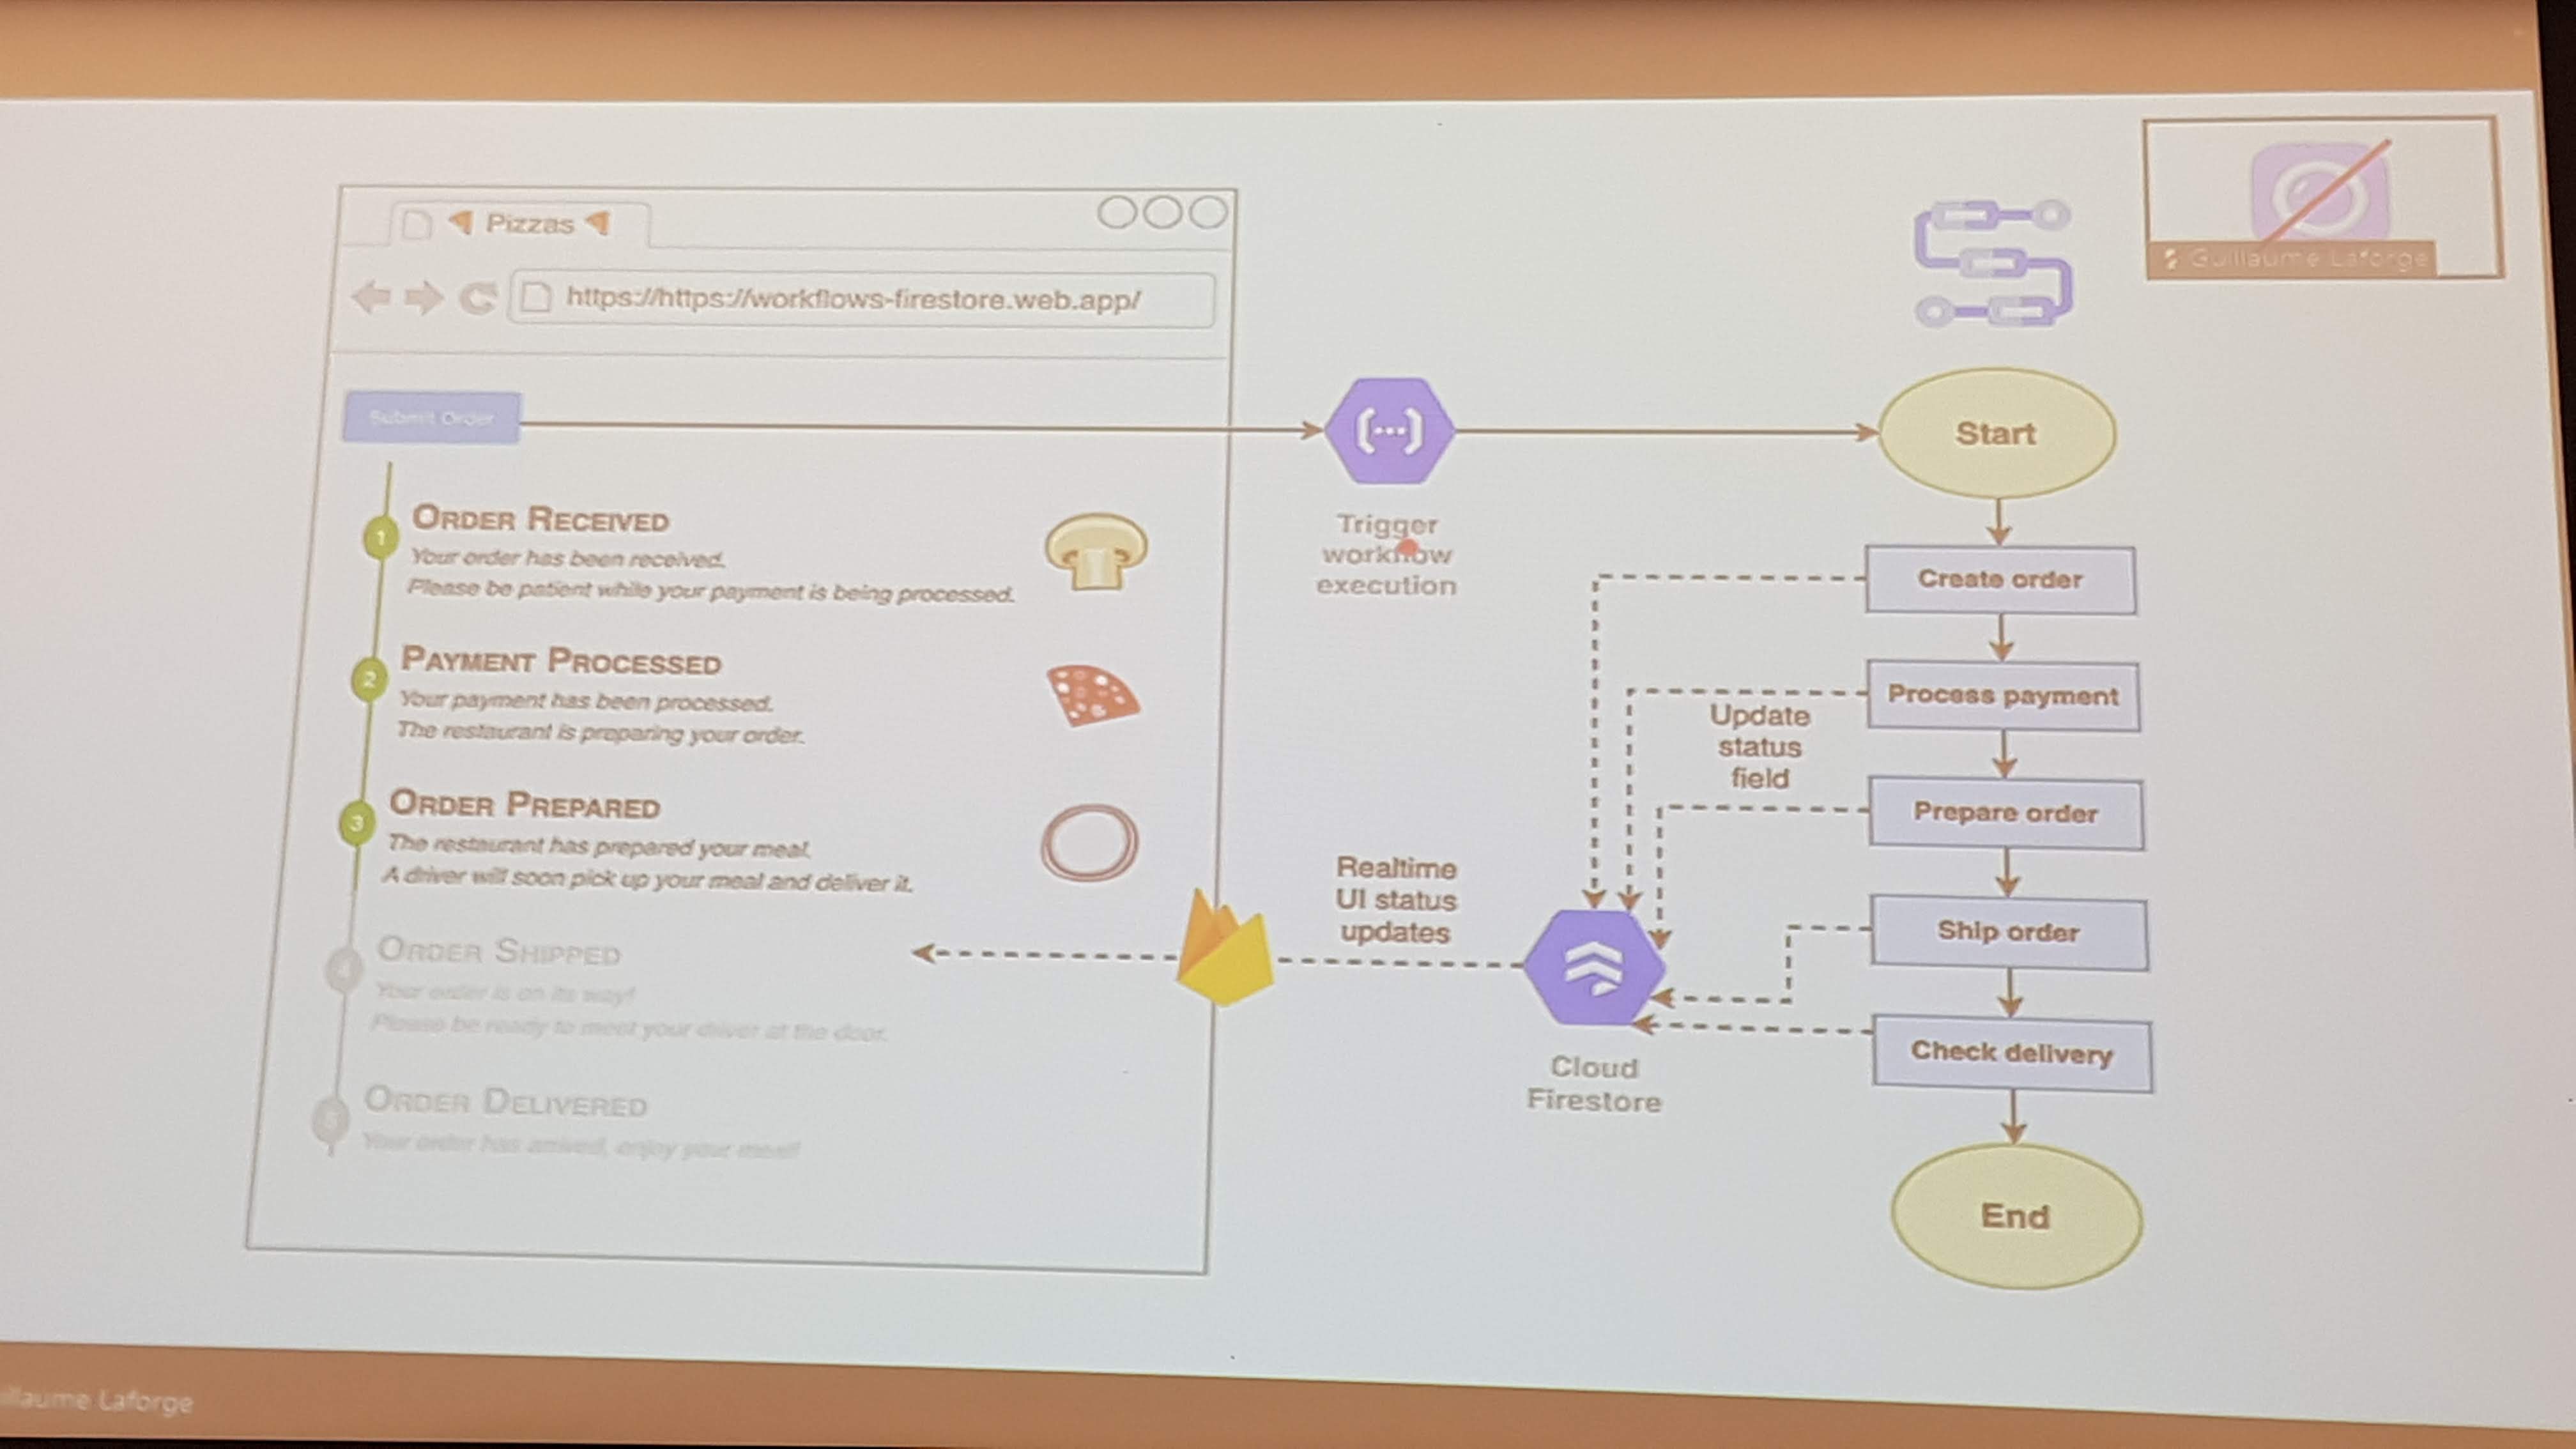 Pizzas
https://https://workflows-firestore.web.app/
Guillaume Laforge
Submit Order
ORDER RECEIVED
Your order has been received.
Please be patient while your payment is being processed.
PAYMENT PROCESSED
Your payment has been processed.
The restaurant is preparing your order.
ORDER PREPARED
The restaurant has prepared your meal.
A driver will soon pick up your meal and deliver it.
ORDER SHIPPED
Your order is on its way!
Please be ready to meet your driver at the door.
ORDER DELIVERED
Your order has arrived, enjoy your meal!
1
2
3
4
5
Trigger
workflow
execution
Realtime
UI status
updates
Cloud
Firestore
Update
status
field
Start
Create order
Process payment
Prepare order
Ship order
Check delivery
End
illaume Laforge